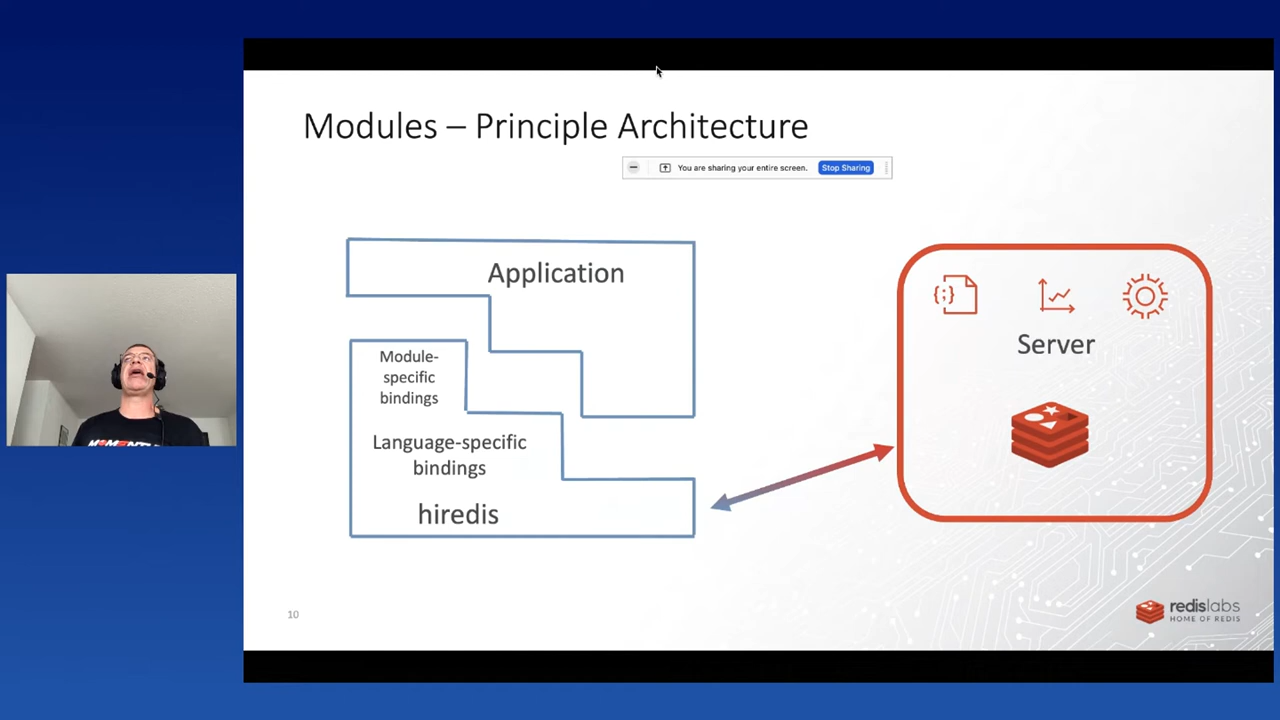 Modules – Principle Architecture
You are sharing your entire screen.
Stop Sharing
Application
Module-
specific
bindings
Language-specific
bindings
hiredis
{;}
Server
10
redislabs
HOME OF REDIS